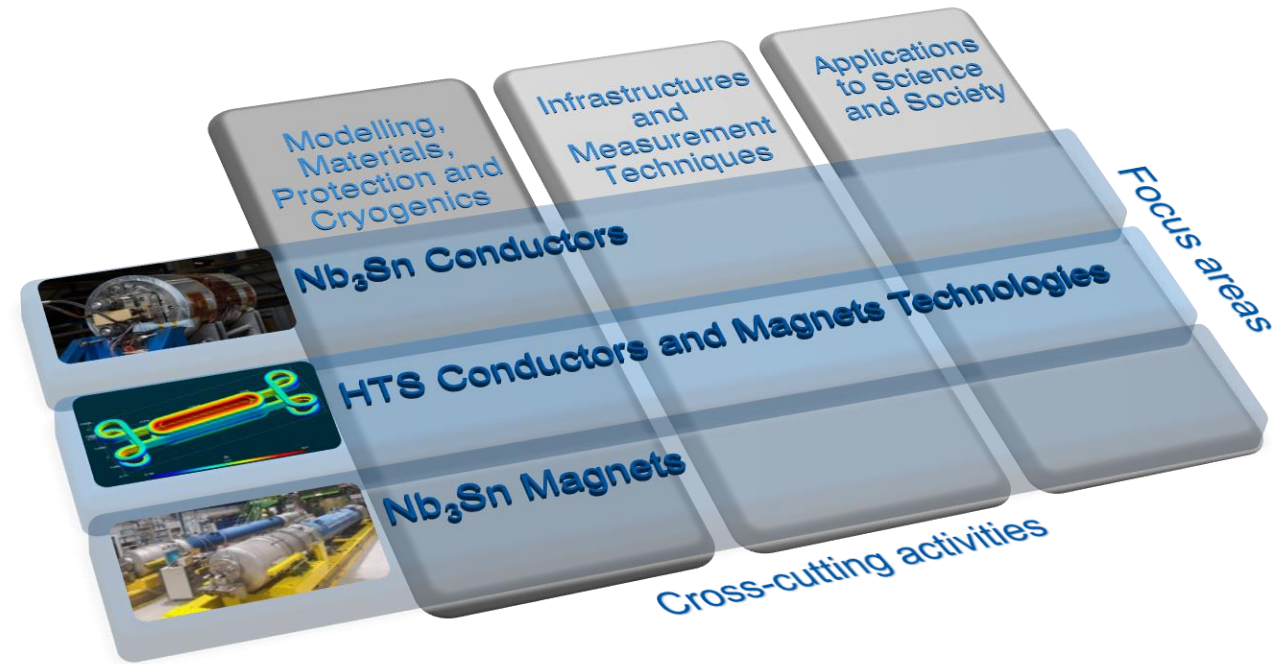 Modelling,
Materials,
Protection and
Cryogenics
Infrastructures
and
Measurement
Techniques
Applications
to Science
and Society
Nb₃Sn Conductors
HTS Conductors and Magnets Technologies
Nb₃Sn Magnets
Focus areas
Cross-cutting activities